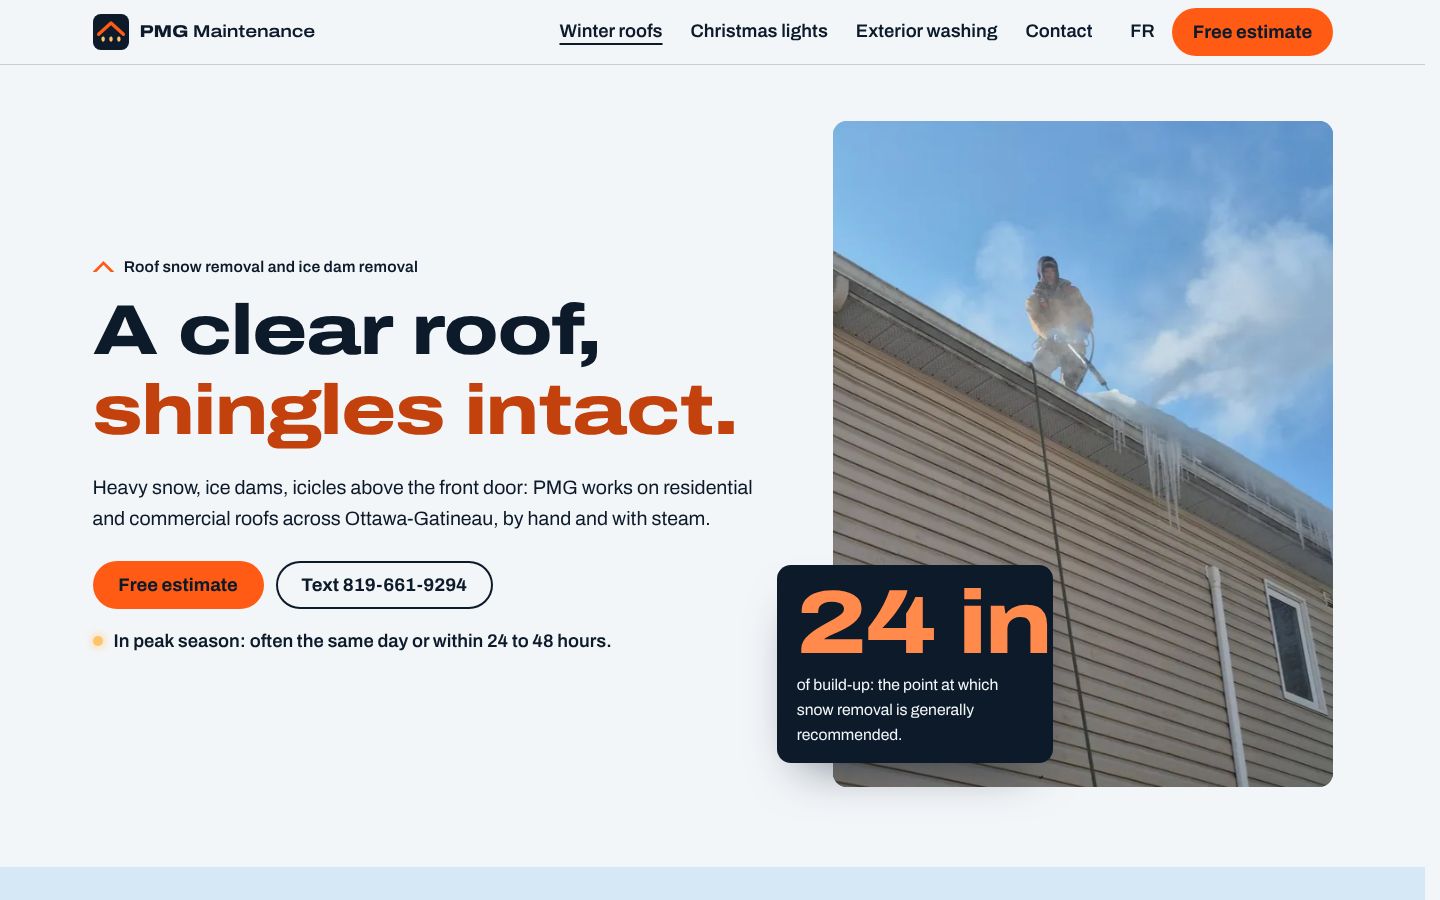 PMG Maintenance
Winter roofs
Christmas lights
Exterior washing
Contact
FR
Free estimate
Roof snow removal and ice dam removal
A clear roof,
shingles intact.
Heavy snow, ice dams, icicles above the front door: PMG works on residential
and commercial roofs across Ottawa-Gatineau, by hand and with steam.
Free estimate
Text 819-661-9294
In peak season: often the same day or within 24 to 48 hours.
24 in
of build-up: the point at which
snow removal is generally
recommended.